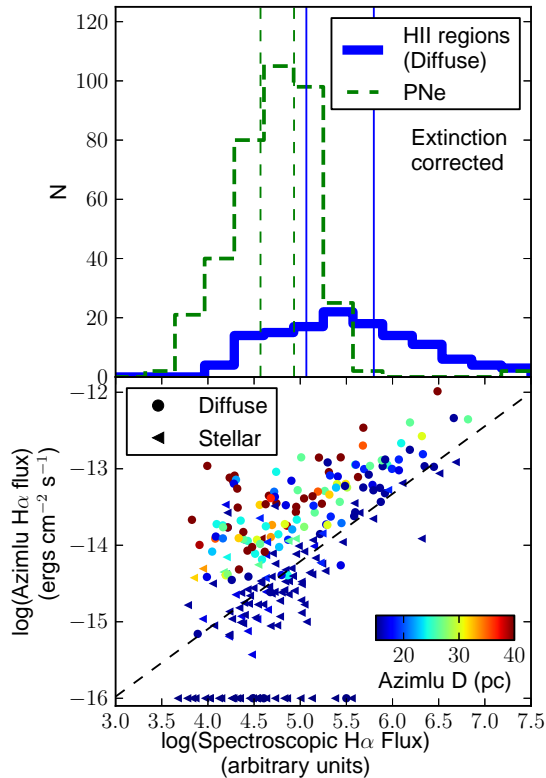 120
100
80
60
40
20
0
N
HII regions
(Diffuse)
PNe
Extinction
corrected
−12
−13
−14
−15
−16
log(Azimlu Hα flux)
(ergs cm⁻² s⁻¹)
Diffuse
Stellar
20 30 40
Azimlu D (pc)
3.0 3.5 4.0 4.5 5.0 5.5 6.0 6.5 7.0 7.5
log(Spectroscopic Hα Flux)
(arbitrary units)